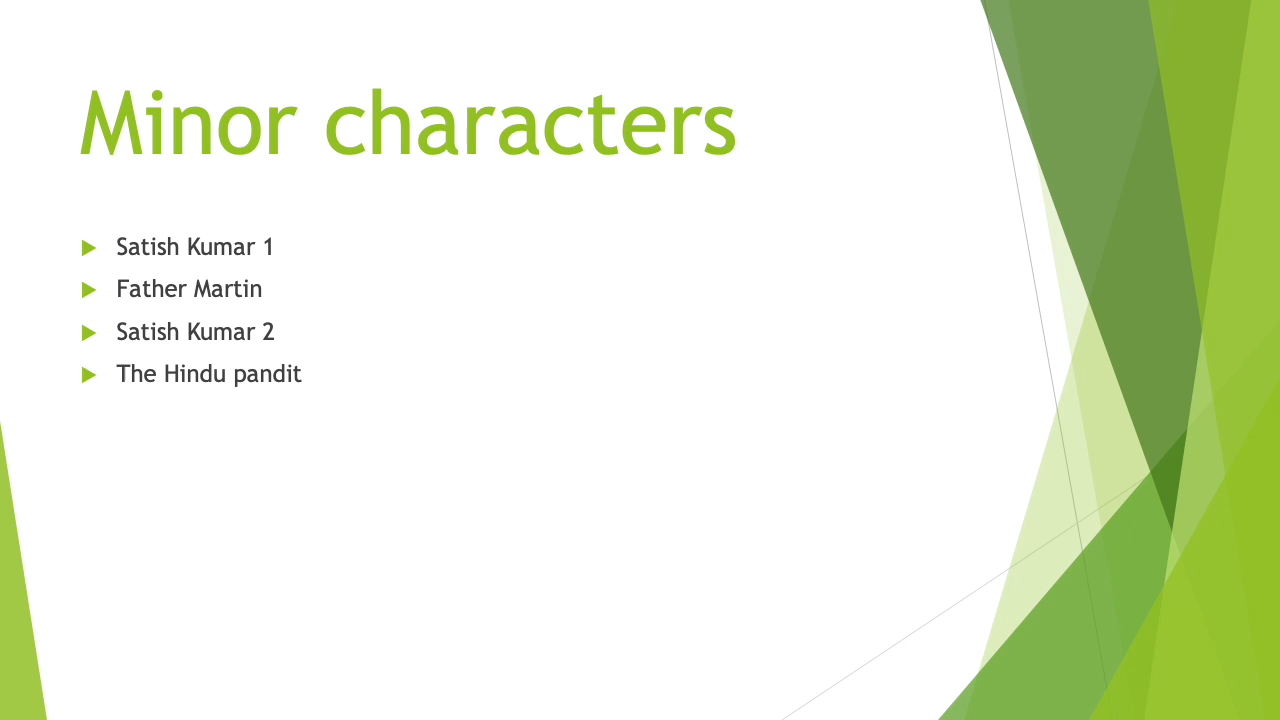 Minor characters
Satish Kumar 1
Father Martin
Satish Kumar 2
The Hindu pandit